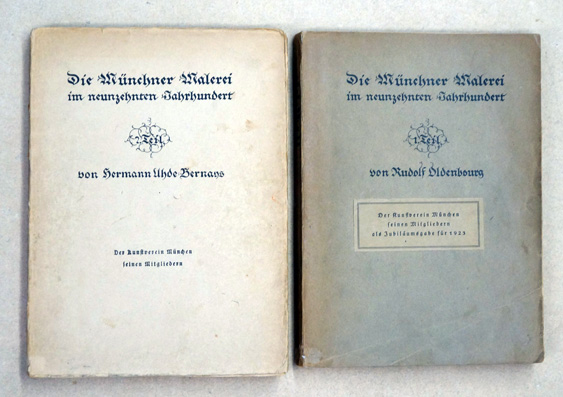 Die Münchner Malerei
im neunzehnten Jahrhundert
2. Teil
von Hermann Uhde-Bernays
Der Kunstverein München
seinen Mitgliedern
Die Münchner Malerei
im neunzehnten Jahrhundert
1. Teil
von Rudolf Oldenbourg
Der Kunstverein München
seinen Mitgliedern
als Jubiläumsgabe für 1923